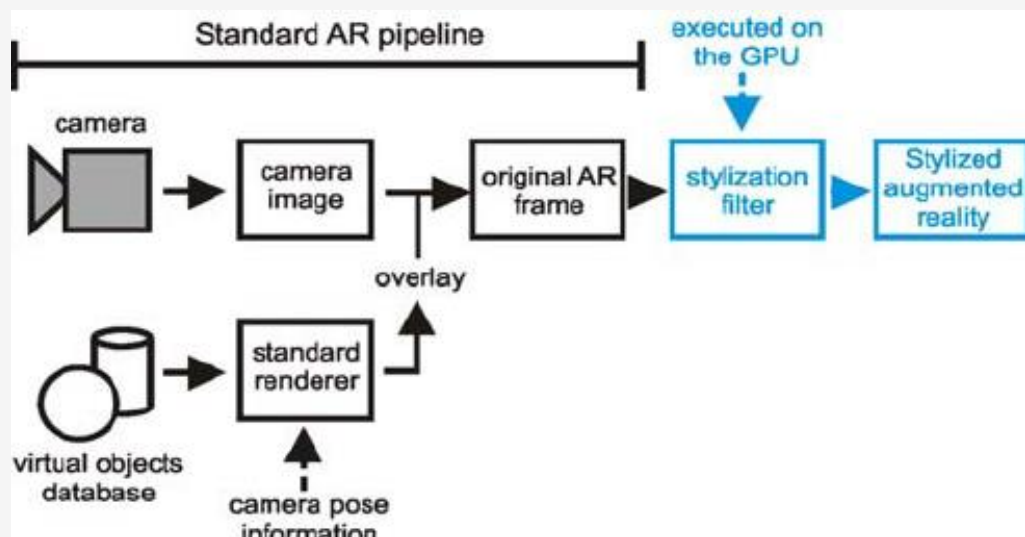 Standard AR pipeline
executed on
the GPU
camera
camera
image
original AR
frame
stylization
filter
Stylized
augmented
reality
overlay
standard
renderer
virtual objects
database
camera pose
information